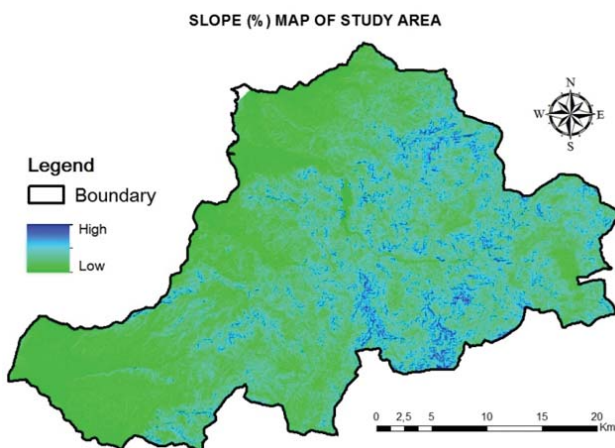 SLOPE (%) MAP OF STUDY AREA
N
W E
S
Legend
Boundary
High
Low
0 2,5 5 10 15 20
Km